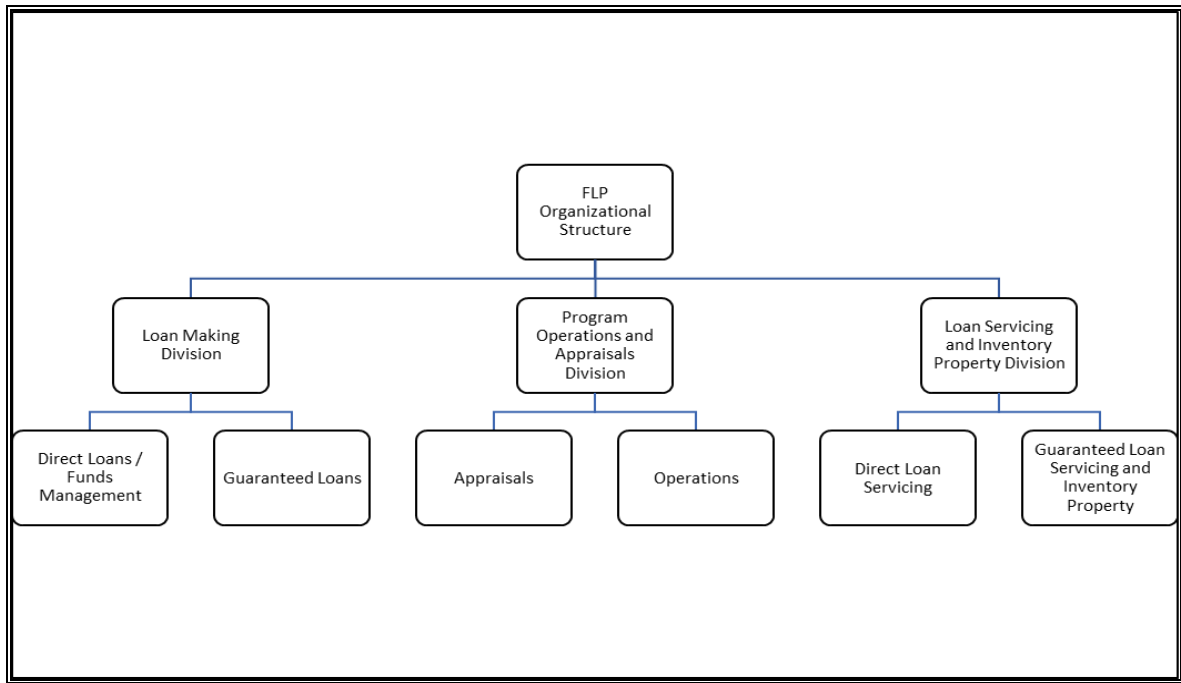 FLP
Organizational
Structure
Loan Making
Division
Program
Operations and
Appraisals
Division
Loan Servicing
and Inventory
Property Division
Direct Loans /
Funds
Management
Guaranteed Loans
Appraisals
Operations
Direct Loan
Servicing
Guaranteed Loan
Servicing and
Inventory
Property